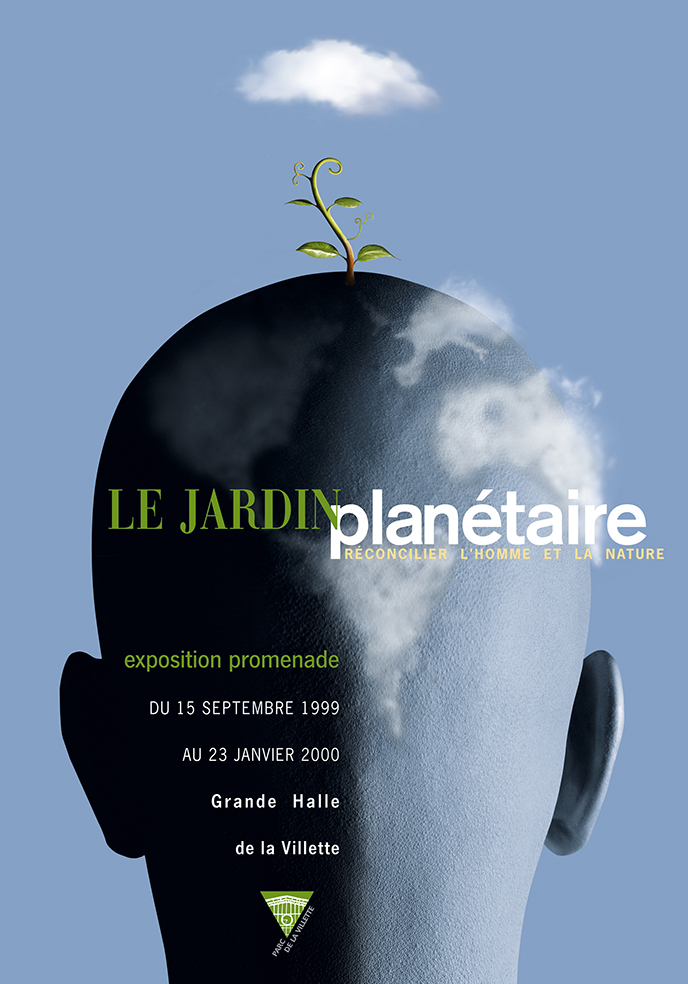 LE JARDIN planétaire
RÉCONCILIER L'HOMME ET LA NATURE
exposition promenade
DU 15 SEPTEMBRE 1999
AU 23 JANVIER 2000
Grande Halle
de la Villette
PARC
DE LA VILLETTE